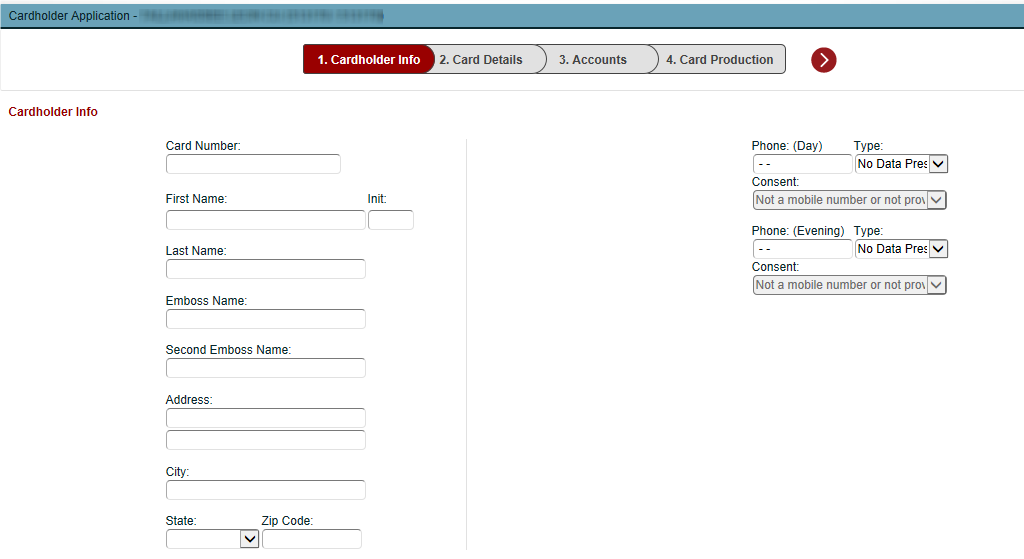 Cardholder Application -
1. Cardholder Info 2. Card Details 3. Accounts 4. Card Production
Cardholder Info
Card Number:
First Name: Init:
Last Name:
Emboss Name:
Second Emboss Name:
Address:
City:
State: Zip Code:
Phone: (Day) Type:
- - No Data Pres
Consent:
Not a mobile number or not prov
Phone: (Evening) Type:
- - No Data Pres
Consent:
Not a mobile number or not prov